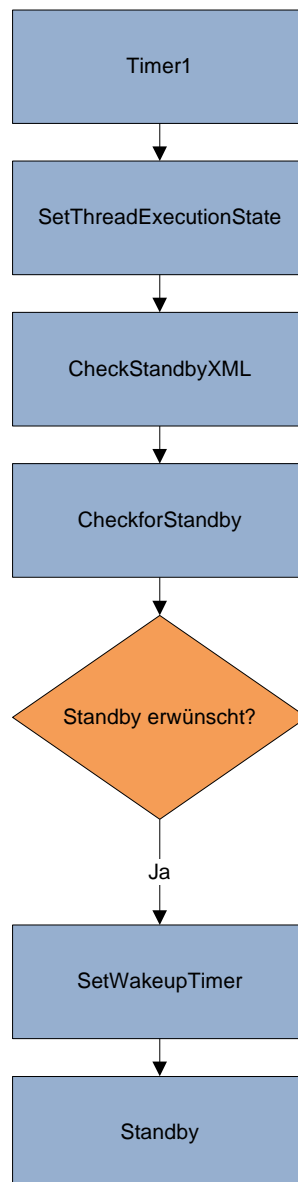 Timer1
SetThreadExecutionState
CheckStandbyXML
CheckforStandby
Standby erwünscht?
Ja
SetWakeupTimer
Standby